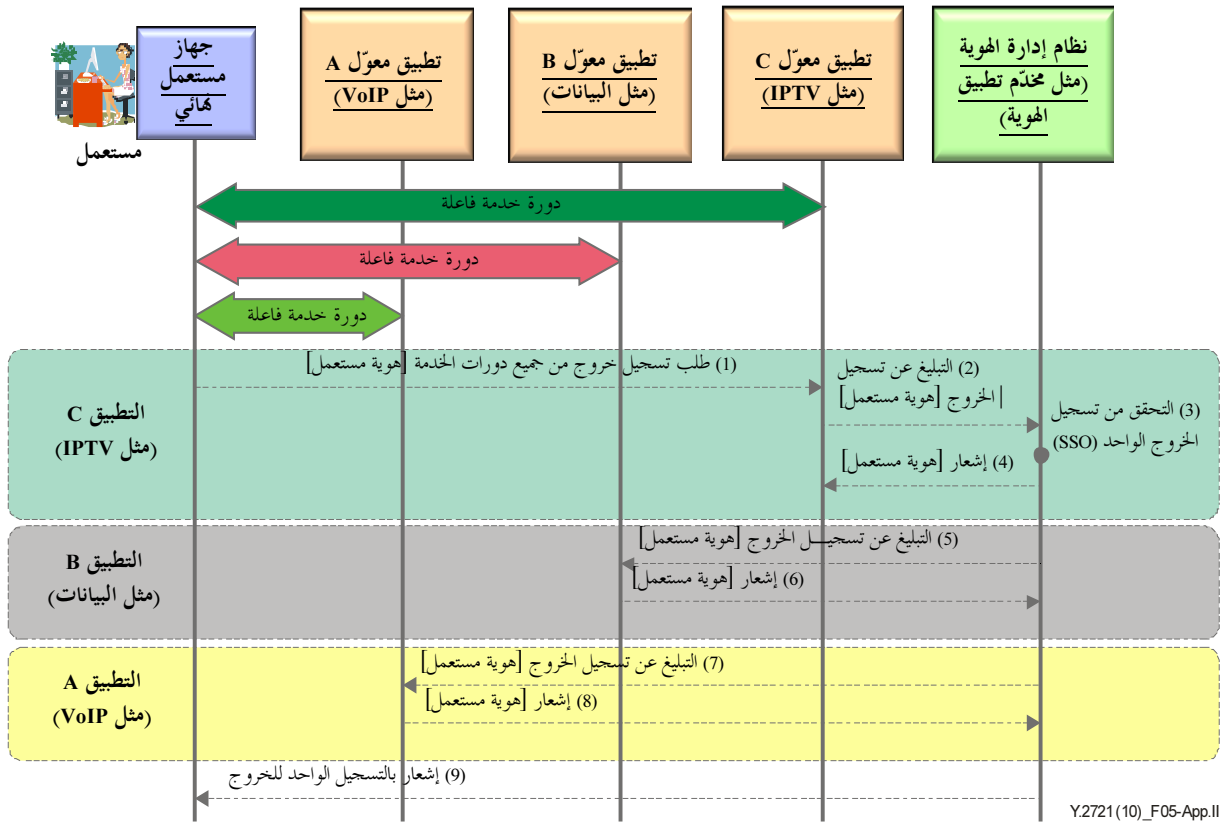 جهاز
مستعمل
نهائي
مستعمل
تطبيق معوّل A
(مثل VoIP)
تطبيق معوّل B
(مثل البيانات)
تطبيق معوّل C
(مثل IPTV)
نظام إدارة الهوية
(مثل مخدّم تطبيق
الهوية)
دورة خدمة فاعلة
دورة خدمة فاعلة
دورة خدمة فاعلة
التطبيق C
(مثل IPTV)
(1) طلب تسجيل خروج من جميع دورات الخدمة [هوية مستعمل]
(2) التبليغ عن تسجيل
الخروج [هوية مستعمل]
(3) التحقق من تسجيل
الخروج الواحد (SSO)
(4) إشعار [هوية مستعمل]
التطبيق B
(مثل البيانات)
(5) التبليغ عن تسجيـــل الخروج [هوية مستعمل]
(6) إشعار [هوية مستعمل]
التطبيق A
(مثل VoIP)
(7) التبليغ عن تسجيل الخروج [هوية مستعمل]
(8) إشعار [هوية مستعمل]
(9) إشعار بالتسجيل الواحد للخروج
Y.2721(10)_F05-App.II